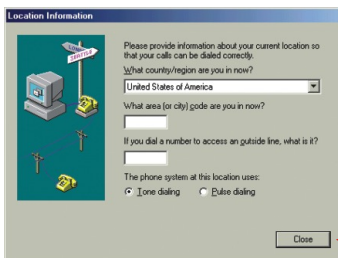 Location Information
Please provide information about your current location so
that your calls can be dialed correctly.
What country/region are you in now?
United States of America
What area (or city) code are you in now?
If you dial a number to access an outside line, what is it?
The phone system at this location uses:
Tone dialing Pulse dialing
Close